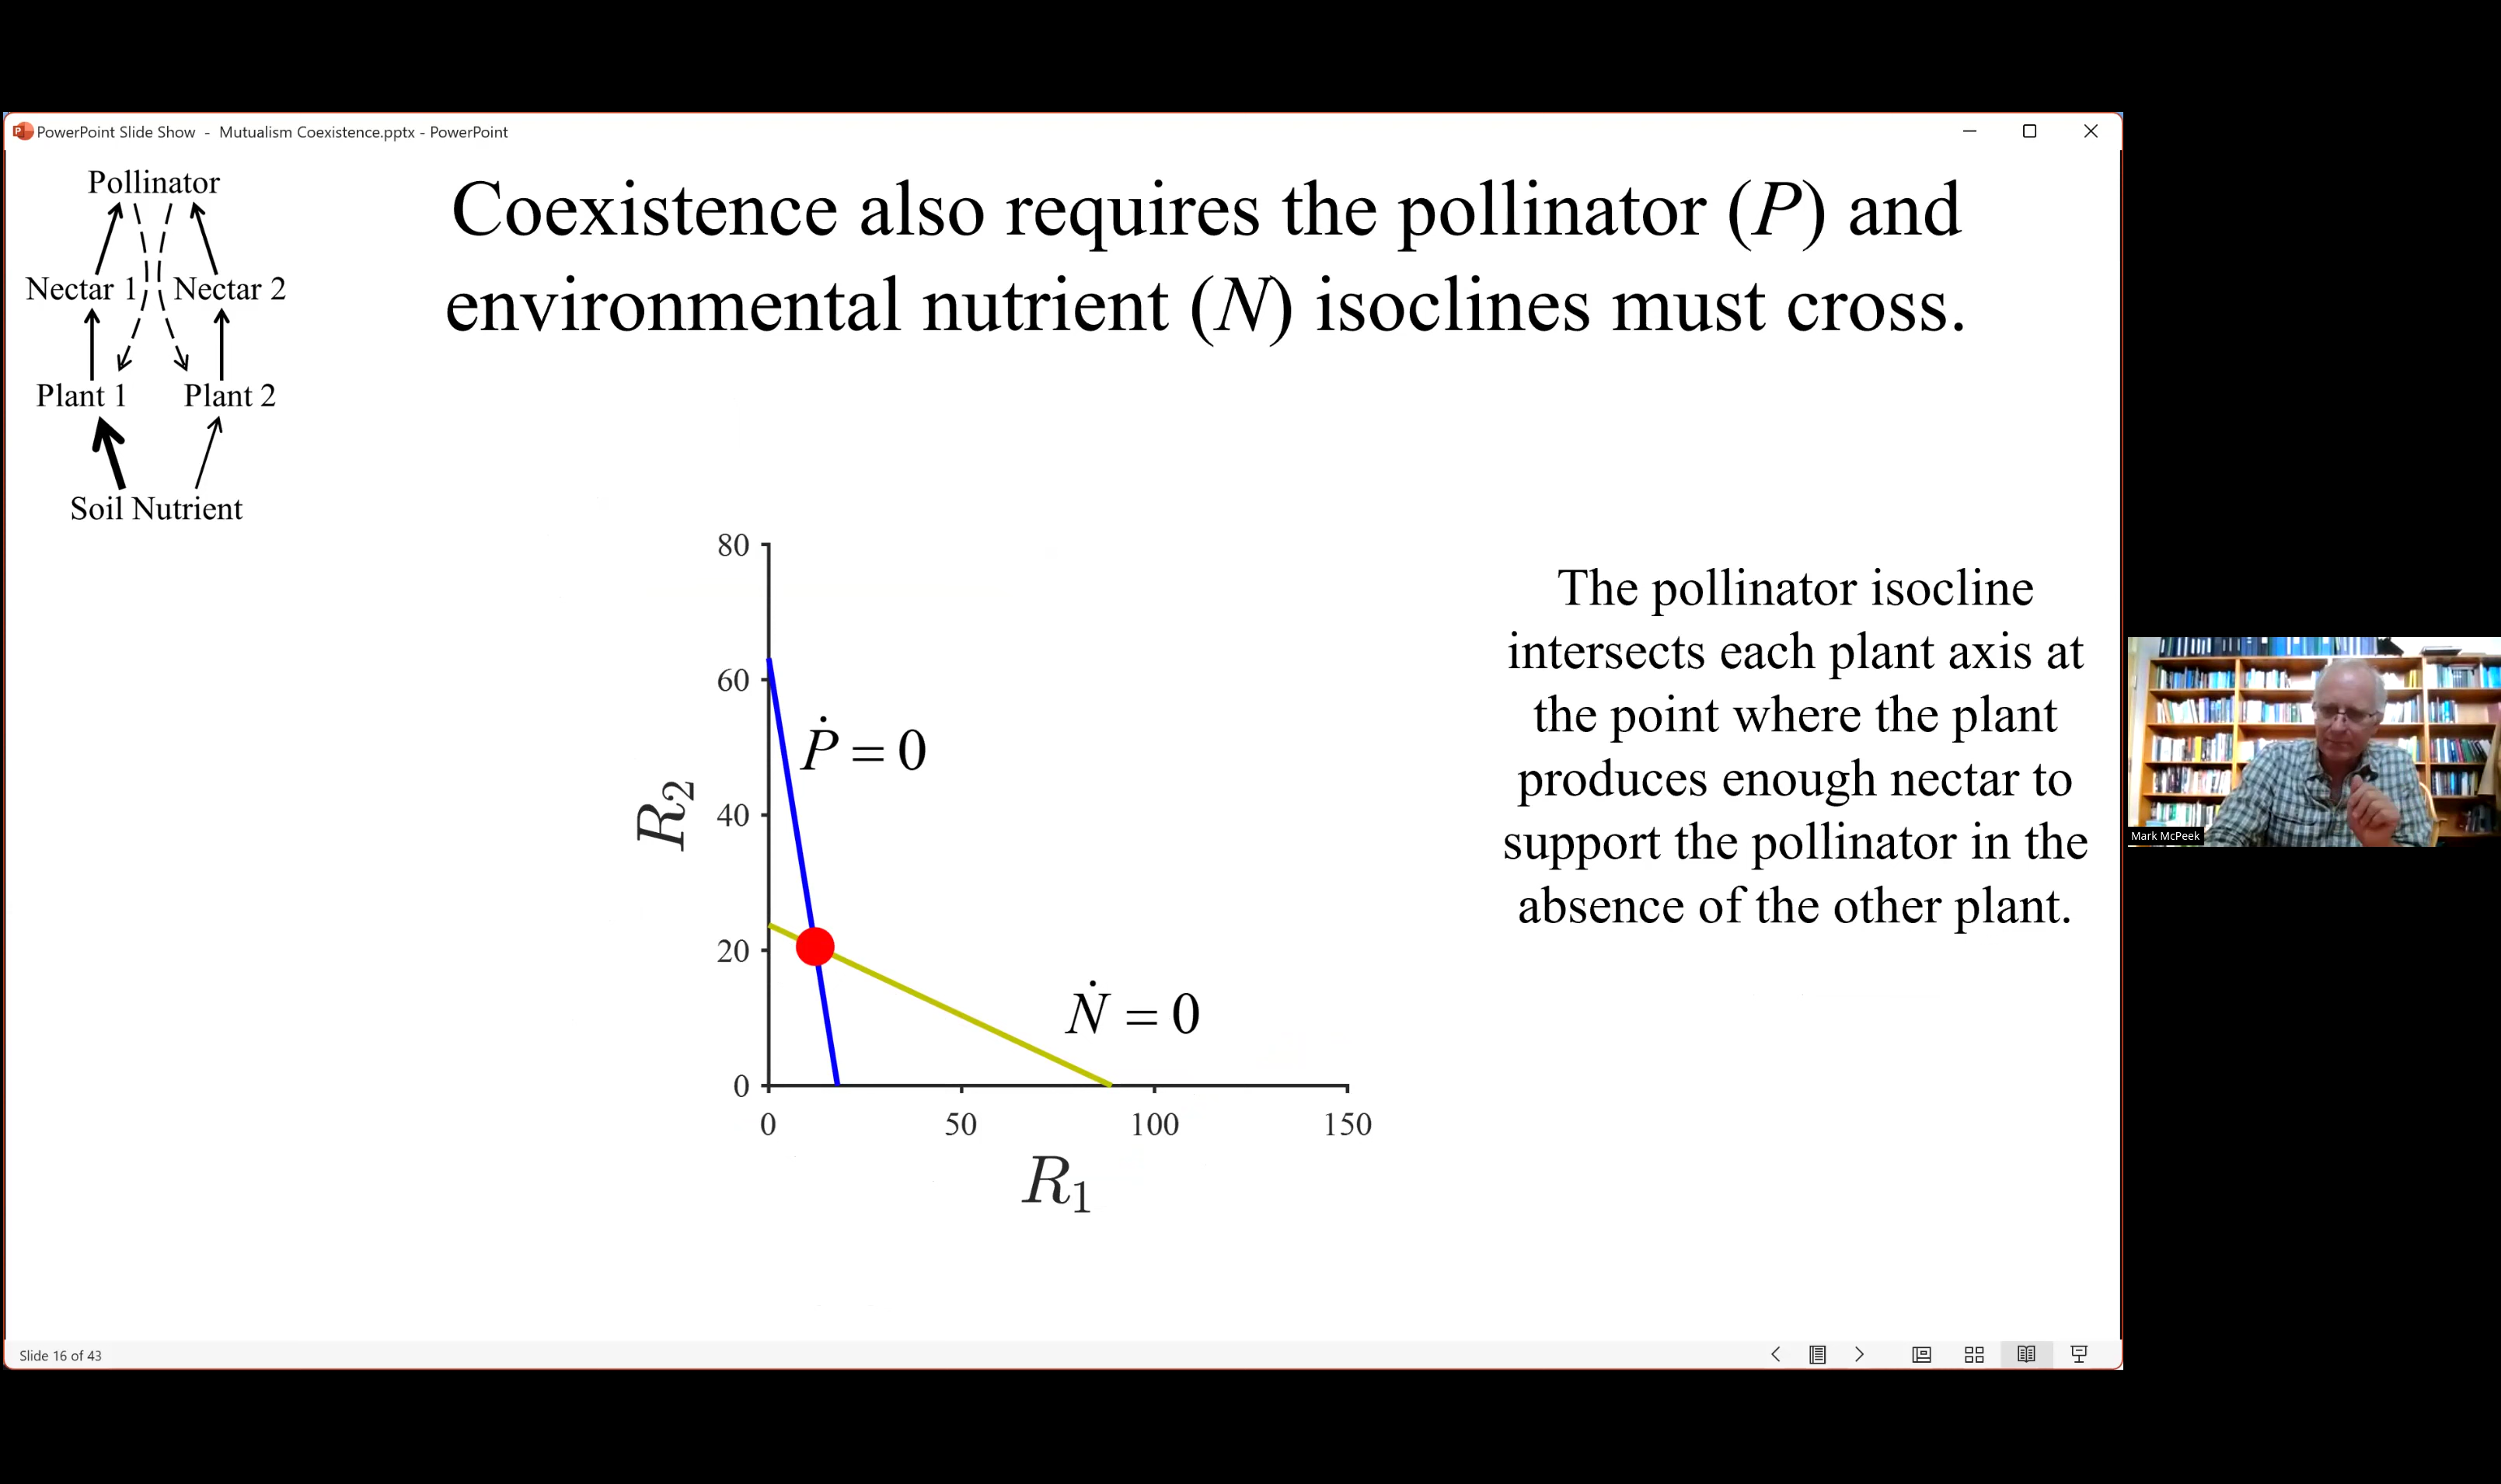 PowerPoint Slide Show - Mutualism Coexistence.pptx - PowerPoint
Coexistence also requires the pollinator (P) and
environmental nutrient (N) isoclines must cross.
Pollinator
Nectar 1 Nectar 2
Plant 1 Plant 2
Soil Nutrient
80
60
40
20
0
R₂
Ṗ = 0
Ṅ = 0
0 50 100 150
R₁
The pollinator isocline
intersects each plant axis at
the point where the plant
produces enough nectar to
support the pollinator in the
absence of the other plant.
Mark McPeek
Slide 16 of 43